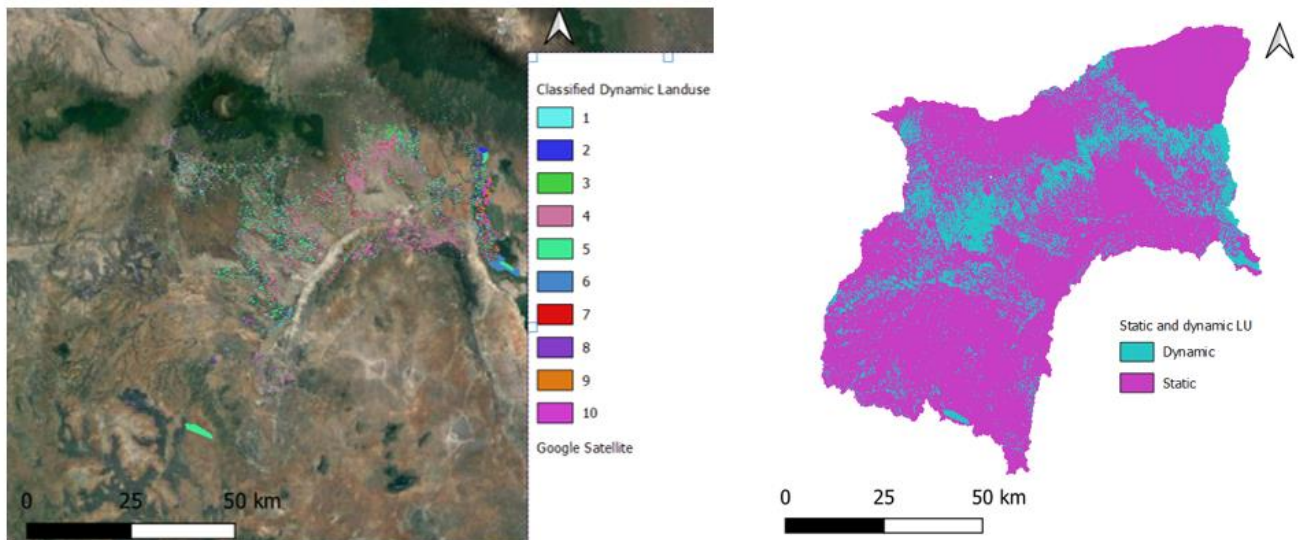 Classified Dynamic Landuse
1
2
3
4
5
6
7
8
9
10
Google Satellite
0 25 50 km
Static and dynamic LU
Dynamic
Static
0 25 50 km